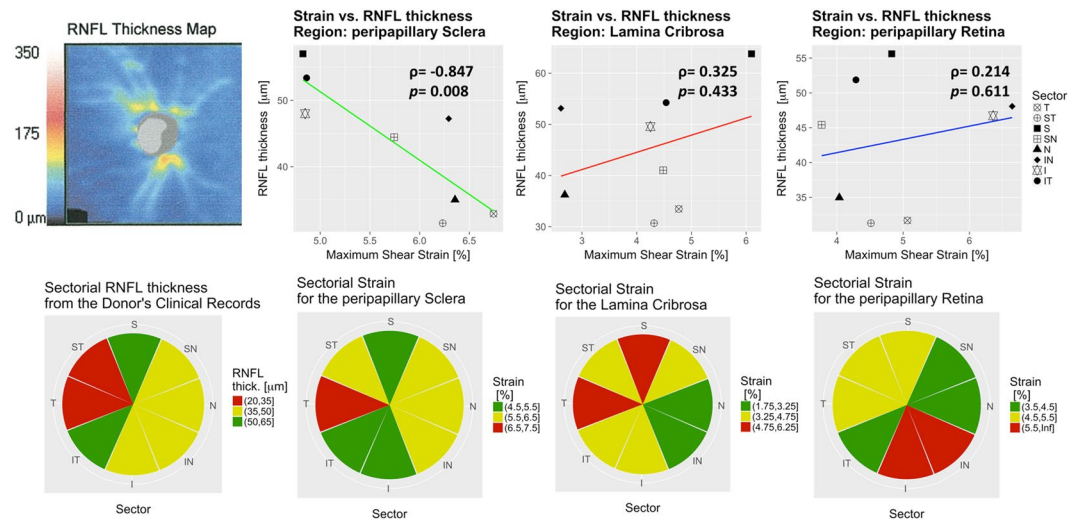 RNFL Thickness Map
350
175
0 μm
Strain vs. RNFL thickness
Region: peripapillary Sclera
ρ= -0.847
p= 0.008
RNFL thickness [μm]
50
40
5.0 5.5 6.0 6.5
Maximum Shear Strain [%]
Strain vs. RNFL thickness
Region: Lamina Cribrosa
ρ= 0.325
p= 0.433
RNFL thickness [μm]
60
50
40
30
3 4 5 6
Maximum Shear Strain [%]
Strain vs. RNFL thickness
Region: peripapillary Retina
ρ= 0.214
p= 0.611
RNFL thickness [μm]
55
50
45
40
35
4 5 6
Maximum Shear Strain [%]
Sector
T
ST
S
SN
N
IN
I
IT
Sectorial RNFL thickness
from the Donor's Clinical Records
S
ST SN
T N
IT IN
I
Sector
RNFL
thick. [μm]
(20,35]
(35,50]
(50,65]
Sectorial Strain
for the peripapillary Sclera
S
ST SN
T N
IT IN
I
Sector
Strain
[%]
(4.5,5.5]
(5.5,6.5]
(6.5,7.5]
Sectorial Strain
for the Lamina Cribrosa
S
ST SN
T N
IT IN
I
Sector
Strain
[%]
(1.75,3.25]
(3.25,4.75]
(4.75,6.25]
Sectorial Strain
for the peripapillary Retina
S
ST SN
T N
IT IN
I
Sector
Strain
[%]
(3.5,4.5]
(4.5,5.5]
(5.5,Inf]